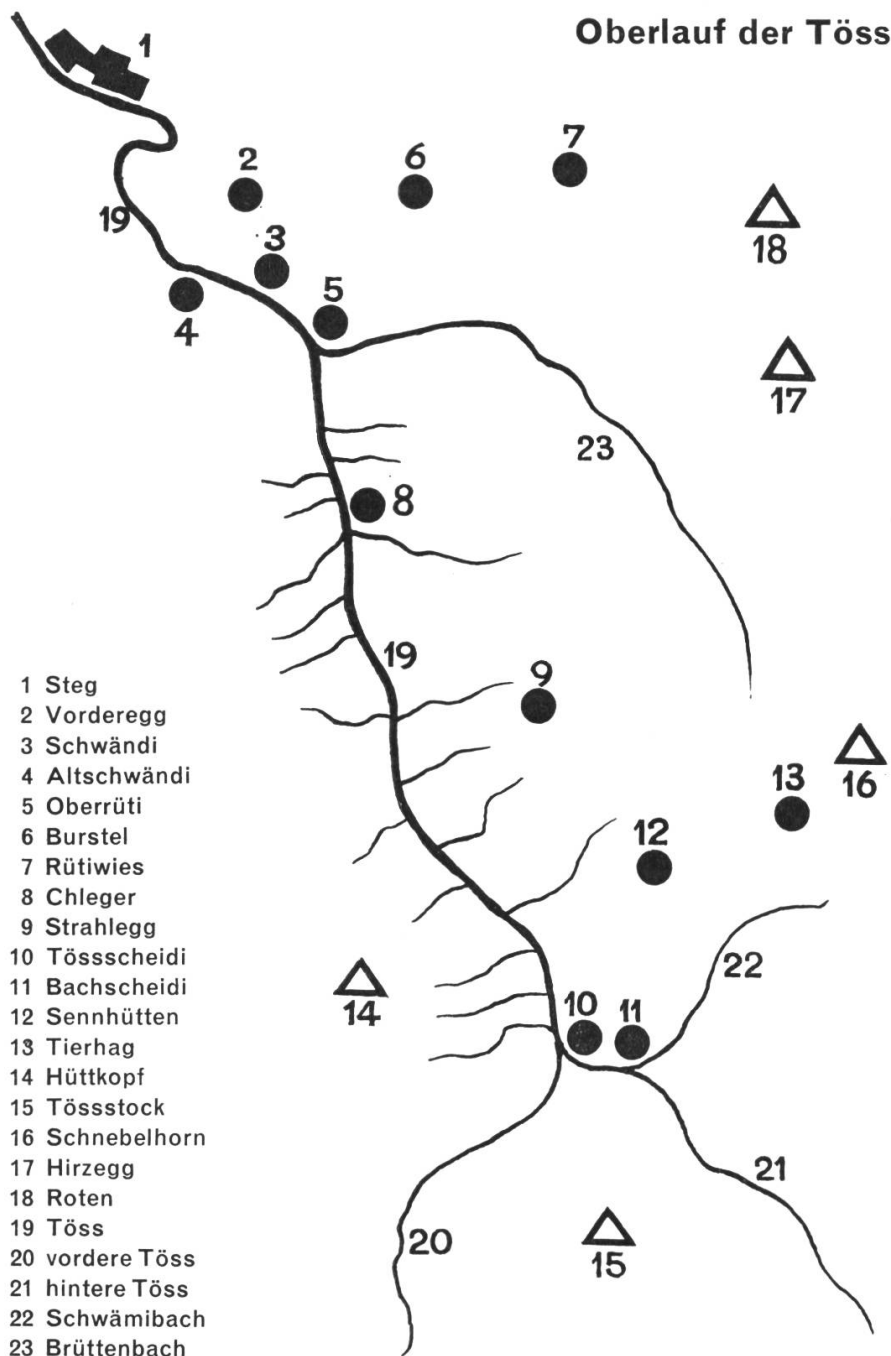 Oberlauf der Töss
1
2
6
7
18
19
3
4
5
17
23
8
19
9
16
13
12
14
10
11
22
20
15
21
1 Steg
2 Vorderegg
3 Schwändi
4 Altschwändi
5 Oberrüti
6 Burstel
7 Rütiwies
8 Chleger
9 Strahlegg
10 Tössscheidi
11 Bachscheidi
12 Sennhütten
13 Tierhag
14 Hüttkopf
15 Tössstock
16 Schnebelhorn
17 Hirzegg
18 Roten
19 Töss
20 vordere Töss
21 hintere Töss
22 Schwämibach
23 Brüttenbach